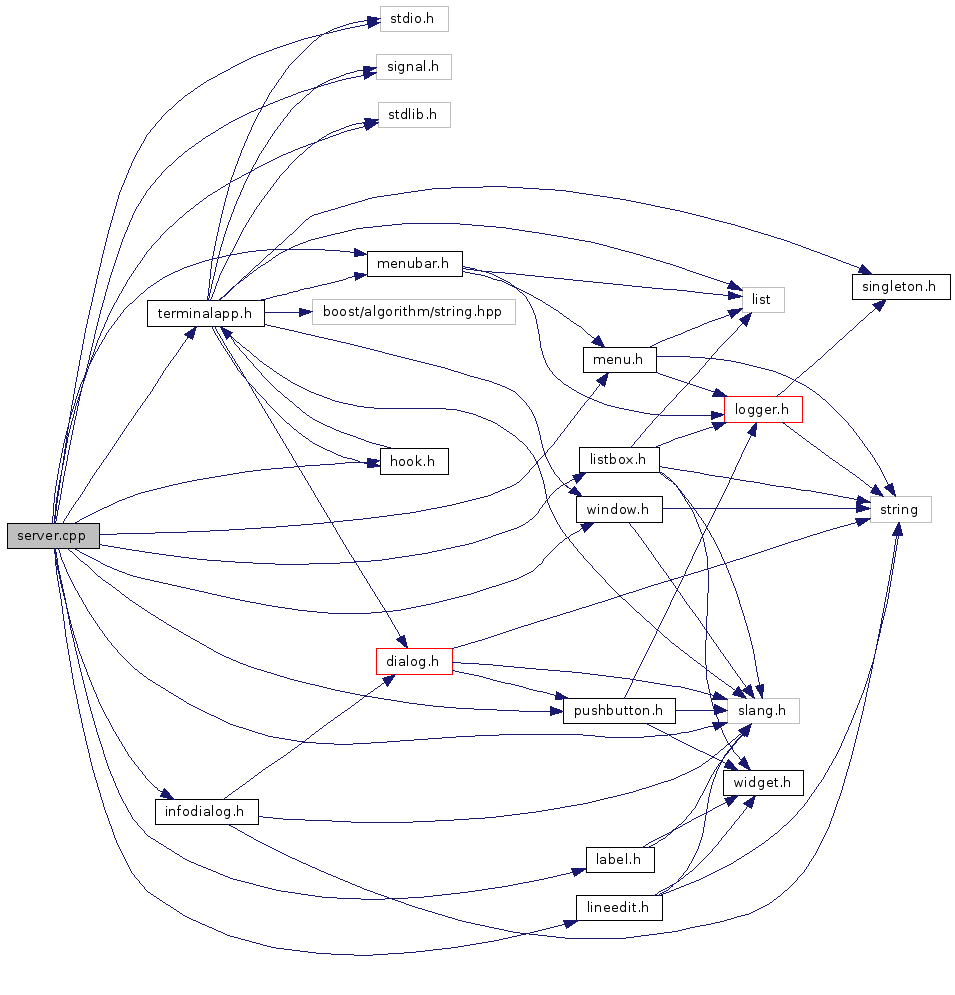 stdio.h
signal.h
stdlib.h
menubar.h
singleton.h
list
terminalapp.h
boost/algorithm/string.hpp
menu.h
logger.h
hook.h
listbox.h
window.h
string
server.cpp
dialog.h
pushbutton.h
slang.h
widget.h
infodialog.h
label.h
lineedit.h